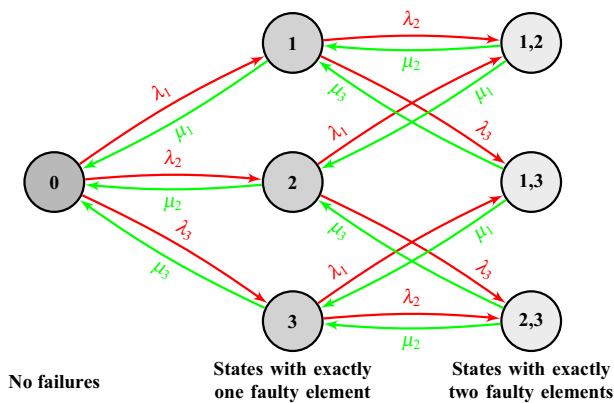 1
λ₂
1,2
μ₂
λ₁
μ₁
μ₃
λ₁
μ₁
λ₃
0
λ₂
2
1,3
μ₂
λ₃
μ₃
μ₃
λ₁
μ₁
λ₃
3
λ₂
2,3
μ₂
No failures
States with exactly
one faulty element
States with exactly
two faulty elements